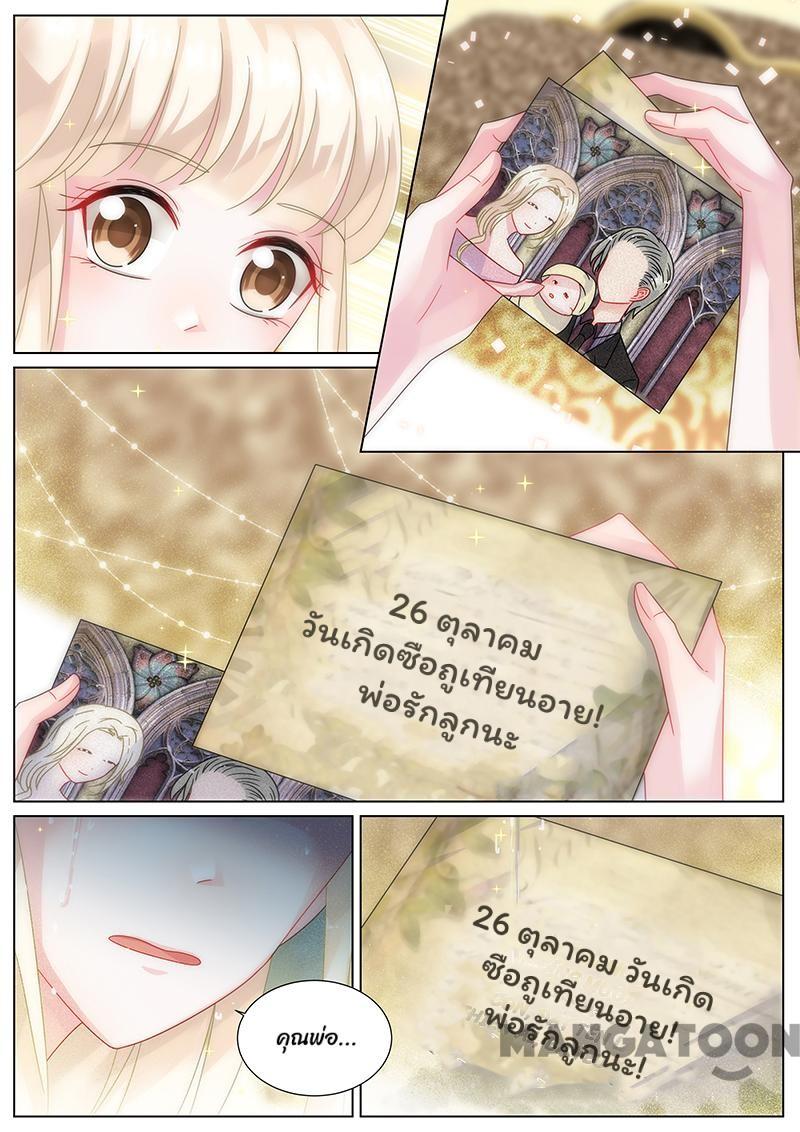 26 ตุลาคม
วันเกิดซือถูเทียนอาย!
พ่อรักลูกนะ
คุณพ่อ...
26 ตุลาคม วันเกิด
ซือถูเทียนอาย!
พ่อรักลูกนะ!
MANGATOON